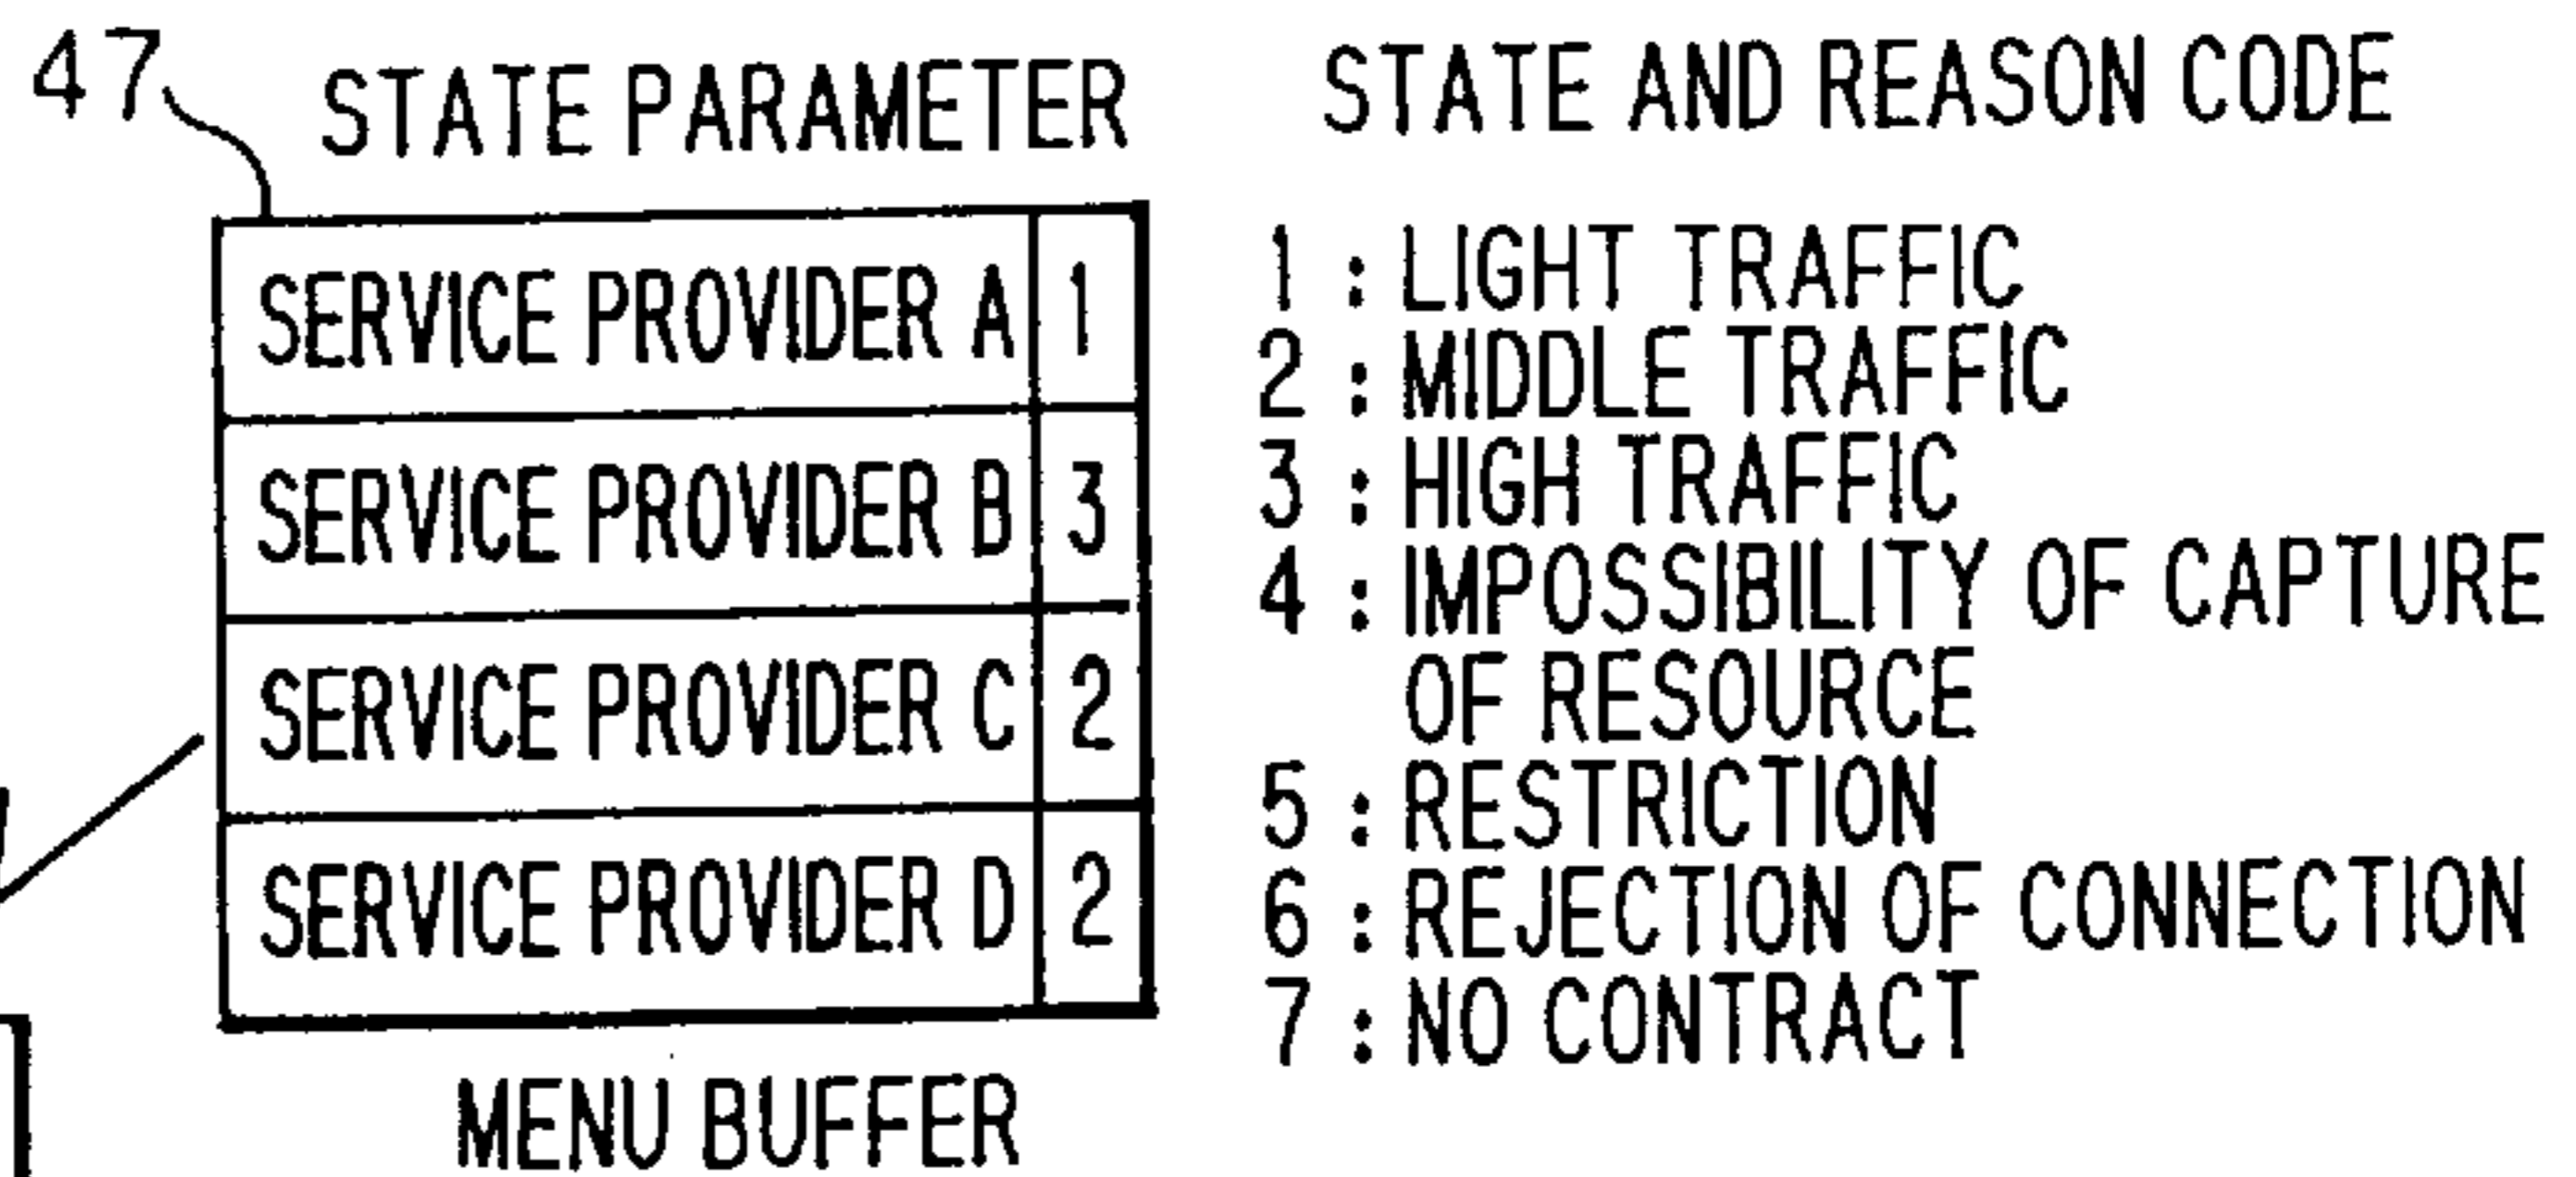 47
STATE PARAMETER
SERVICE PROVIDER A 1
SERVICE PROVIDER B 3
SERVICE PROVIDER C 2
SERVICE PROVIDER D 2
MENU BUFFER
STATE AND REASON CODE
1 : LIGHT TRAFFIC
2 : MIDDLE TRAFFIC
3 : HIGH TRAFFIC
4 : IMPOSSIBILITY OF CAPTURE
OF RESOURCE
5 : RESTRICTION
6 : REJECTION OF CONNECTION
7 : NO CONTRACT